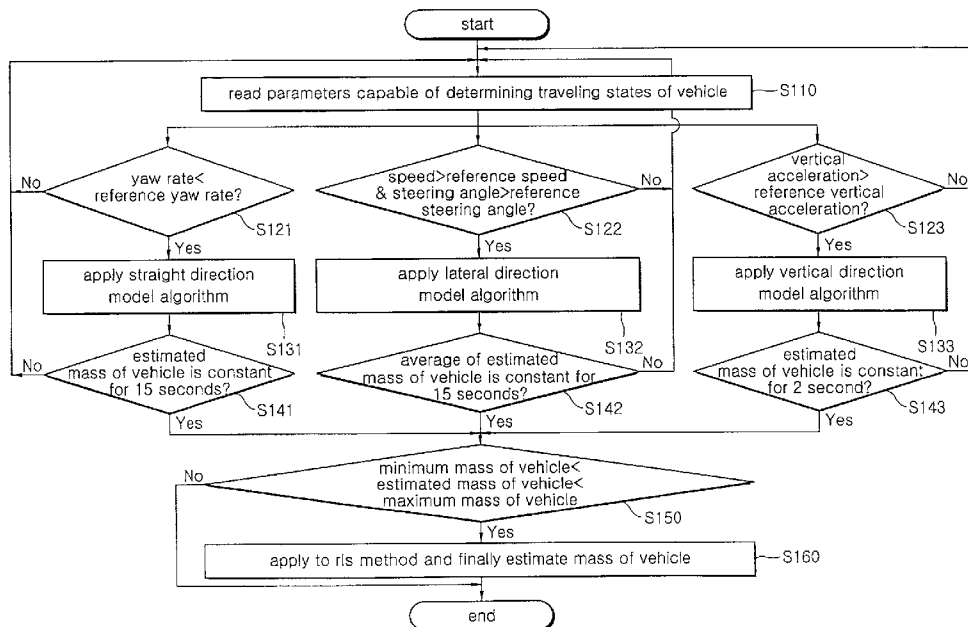 start
read parameters capable of determining traveling states of vehicle
S110
yaw rate<
reference yaw rate?
No
S121
Yes
speed>reference speed
& steering angle>reference
steering angle?
No
S122
Yes
vertical
acceleration>
reference vertical
acceleration?
No
S123
Yes
apply straight direction
model algorithm
S131
apply lateral direction
model algorithm
S132
apply vertical direction
model algorithm
S133
estimated
mass of vehicle is constant
for 15 seconds?
No
S141
Yes
average of estimated
mass of vehicle is constant for
15 seconds?
No
S142
Yes
estimated
mass of vehicle is constant
for 2 second?
No
S143
Yes
minimum mass of vehicle<
estimated mass of vehicle<
maximum mass of vehicle
No
S150
Yes
apply to rls method and finally estimate mass of vehicle
S160
end